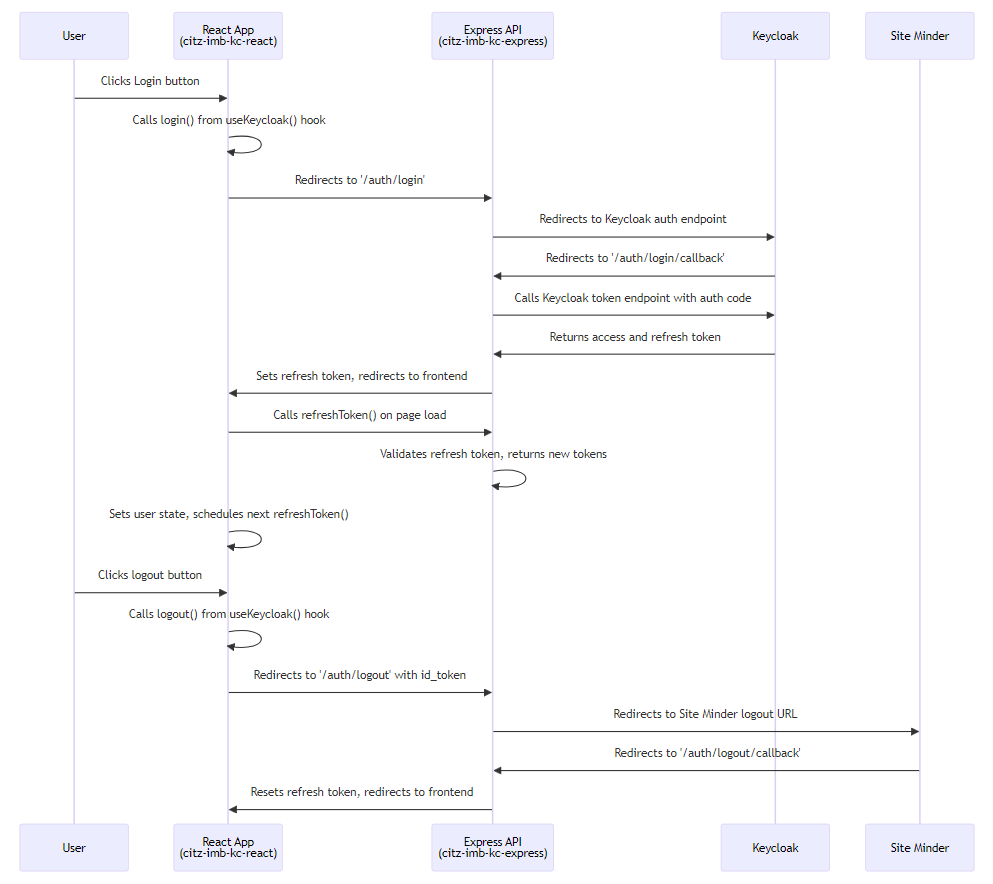 User
React App
(citz-imb-kc-react)
Express API
(citz-imb-kc-express)
Keycloak
Site Minder
Clicks Login button
Calls login() from useKeycloak() hook
Redirects to '/auth/login'
Redirects to Keycloak auth endpoint
Redirects to '/auth/login/callback'
Calls Keycloak token endpoint with auth code
Returns access and refresh token
Sets refresh token, redirects to frontend
Calls refreshToken() on page load
Validates refresh token, returns new tokens
Sets user state, schedules next refreshToken()
Clicks logout button
Calls logout() from useKeycloak() hook
Redirects to '/auth/logout' with id_token
Redirects to Site Minder logout URL
Redirects to '/auth/logout/callback'
Resets refresh token, redirects to frontend
User
React App
(citz-imb-kc-react)
Express API
(citz-imb-kc-express)
Keycloak
Site Minder